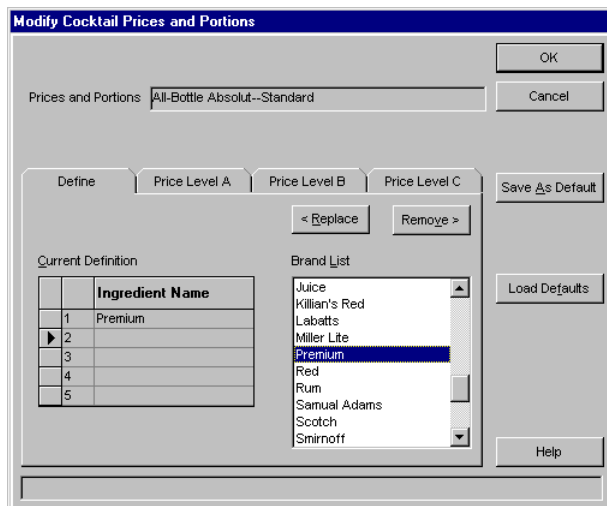 Modify Cocktail Prices and Portions
OK
Prices and Portions All-Bottle Absolut--Standard
Cancel
Define Price Level A Price Level B Price Level C
Save As Default
< Replace Remove >
Current Definition Brand List
Load Defaults
Ingredient Name
1 Premium
2
3
4
5
Juice
Killian's Red
Labatts
Miller Lite
Premium
Red
Rum
Samual Adams
Scotch
Smirnoff
Help